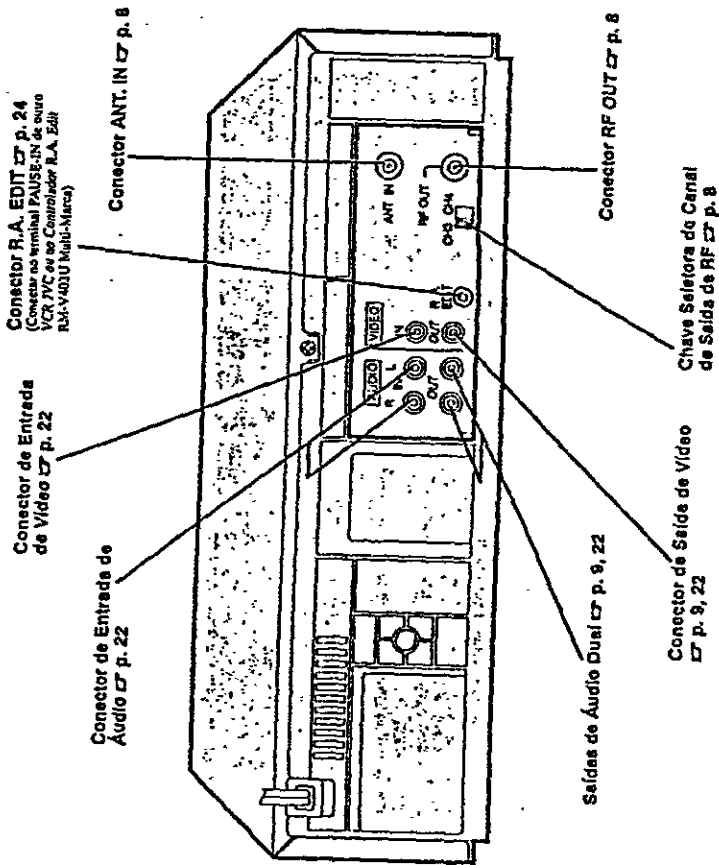 Conector de Entrada de
Áudio ☞ p. 22
Conector de Entrada
de Vídeo ☞ p. 22
Conector R.A. EDIT ☞ p. 24
(Conectar ao terminal PAUSE-IN de outro
VCR JVC ou ao Controlador R.A. Edit
RM-V403U Multi-Marca)
Conector ANT. IN ☞ p. 8
AUDIO
VIDEO
R IN L
IN
OUT
OUT
R A
EDIT
ANT IN
RF OUT
CH3 CH4
Saídas de Áudio Dual ☞ p. 9, 22
Conector de Saída de Vídeo
☞ p. 9, 22
Chave Seletora do Canal
de Saída de RF ☞ p. 8
Conector RF OUT ☞ p. 8